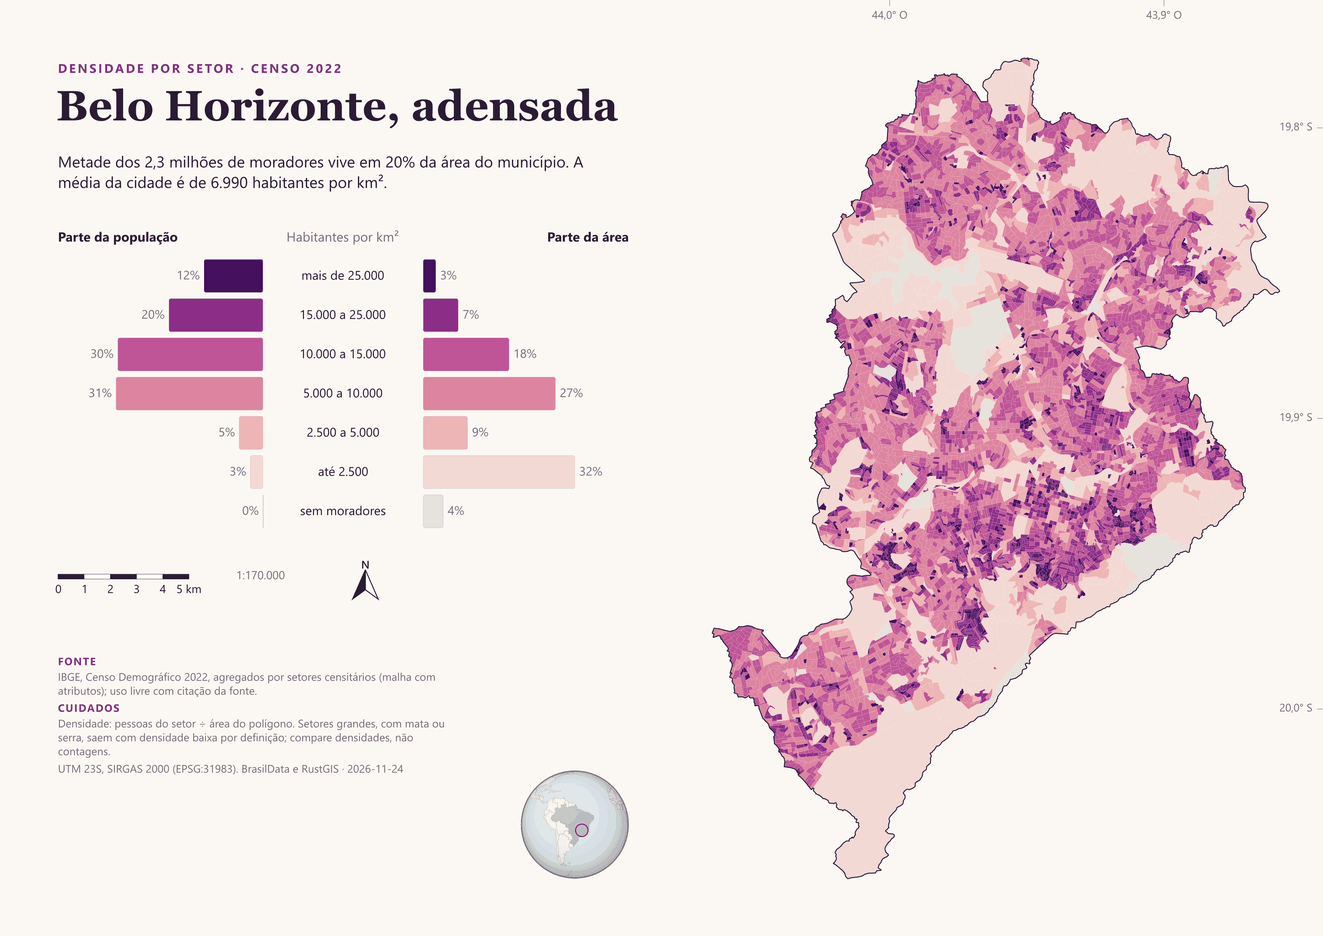 44,0° O
43,9° O
DENSIDADE POR SETOR · CENSO 2022
Belo Horizonte, adensada
Metade dos 2,3 milhões de moradores vive em 20% da área do município. A
média da cidade é de 6.990 habitantes por km².
Parte da população
Habitantes por km²
Parte da área
12%
mais de 25.000
3%
20%
15.000 a 25.000
7%
30%
10.000 a 15.000
18%
31%
5.000 a 10.000
27%
5%
2.500 a 5.000
9%
3%
até 2.500
32%
0%
sem moradores
4%
0 1 2 3 4 5 km
1:170.000
N
FONTE
IBGE, Censo Demográfico 2022, agregados por setores censitários (malha com
atributos); uso livre com citação da fonte.
CUIDADOS
Densidade: pessoas do setor ÷ área do polígono. Setores grandes, com mata ou
serra, saem com densidade baixa por definição; compare densidades, não
contagens.
UTM 23S, SIRGAS 2000 (EPSG:31983). BrasilData e RustGIS · 2026-11-24
19,8° S
19,9° S
20,0° S